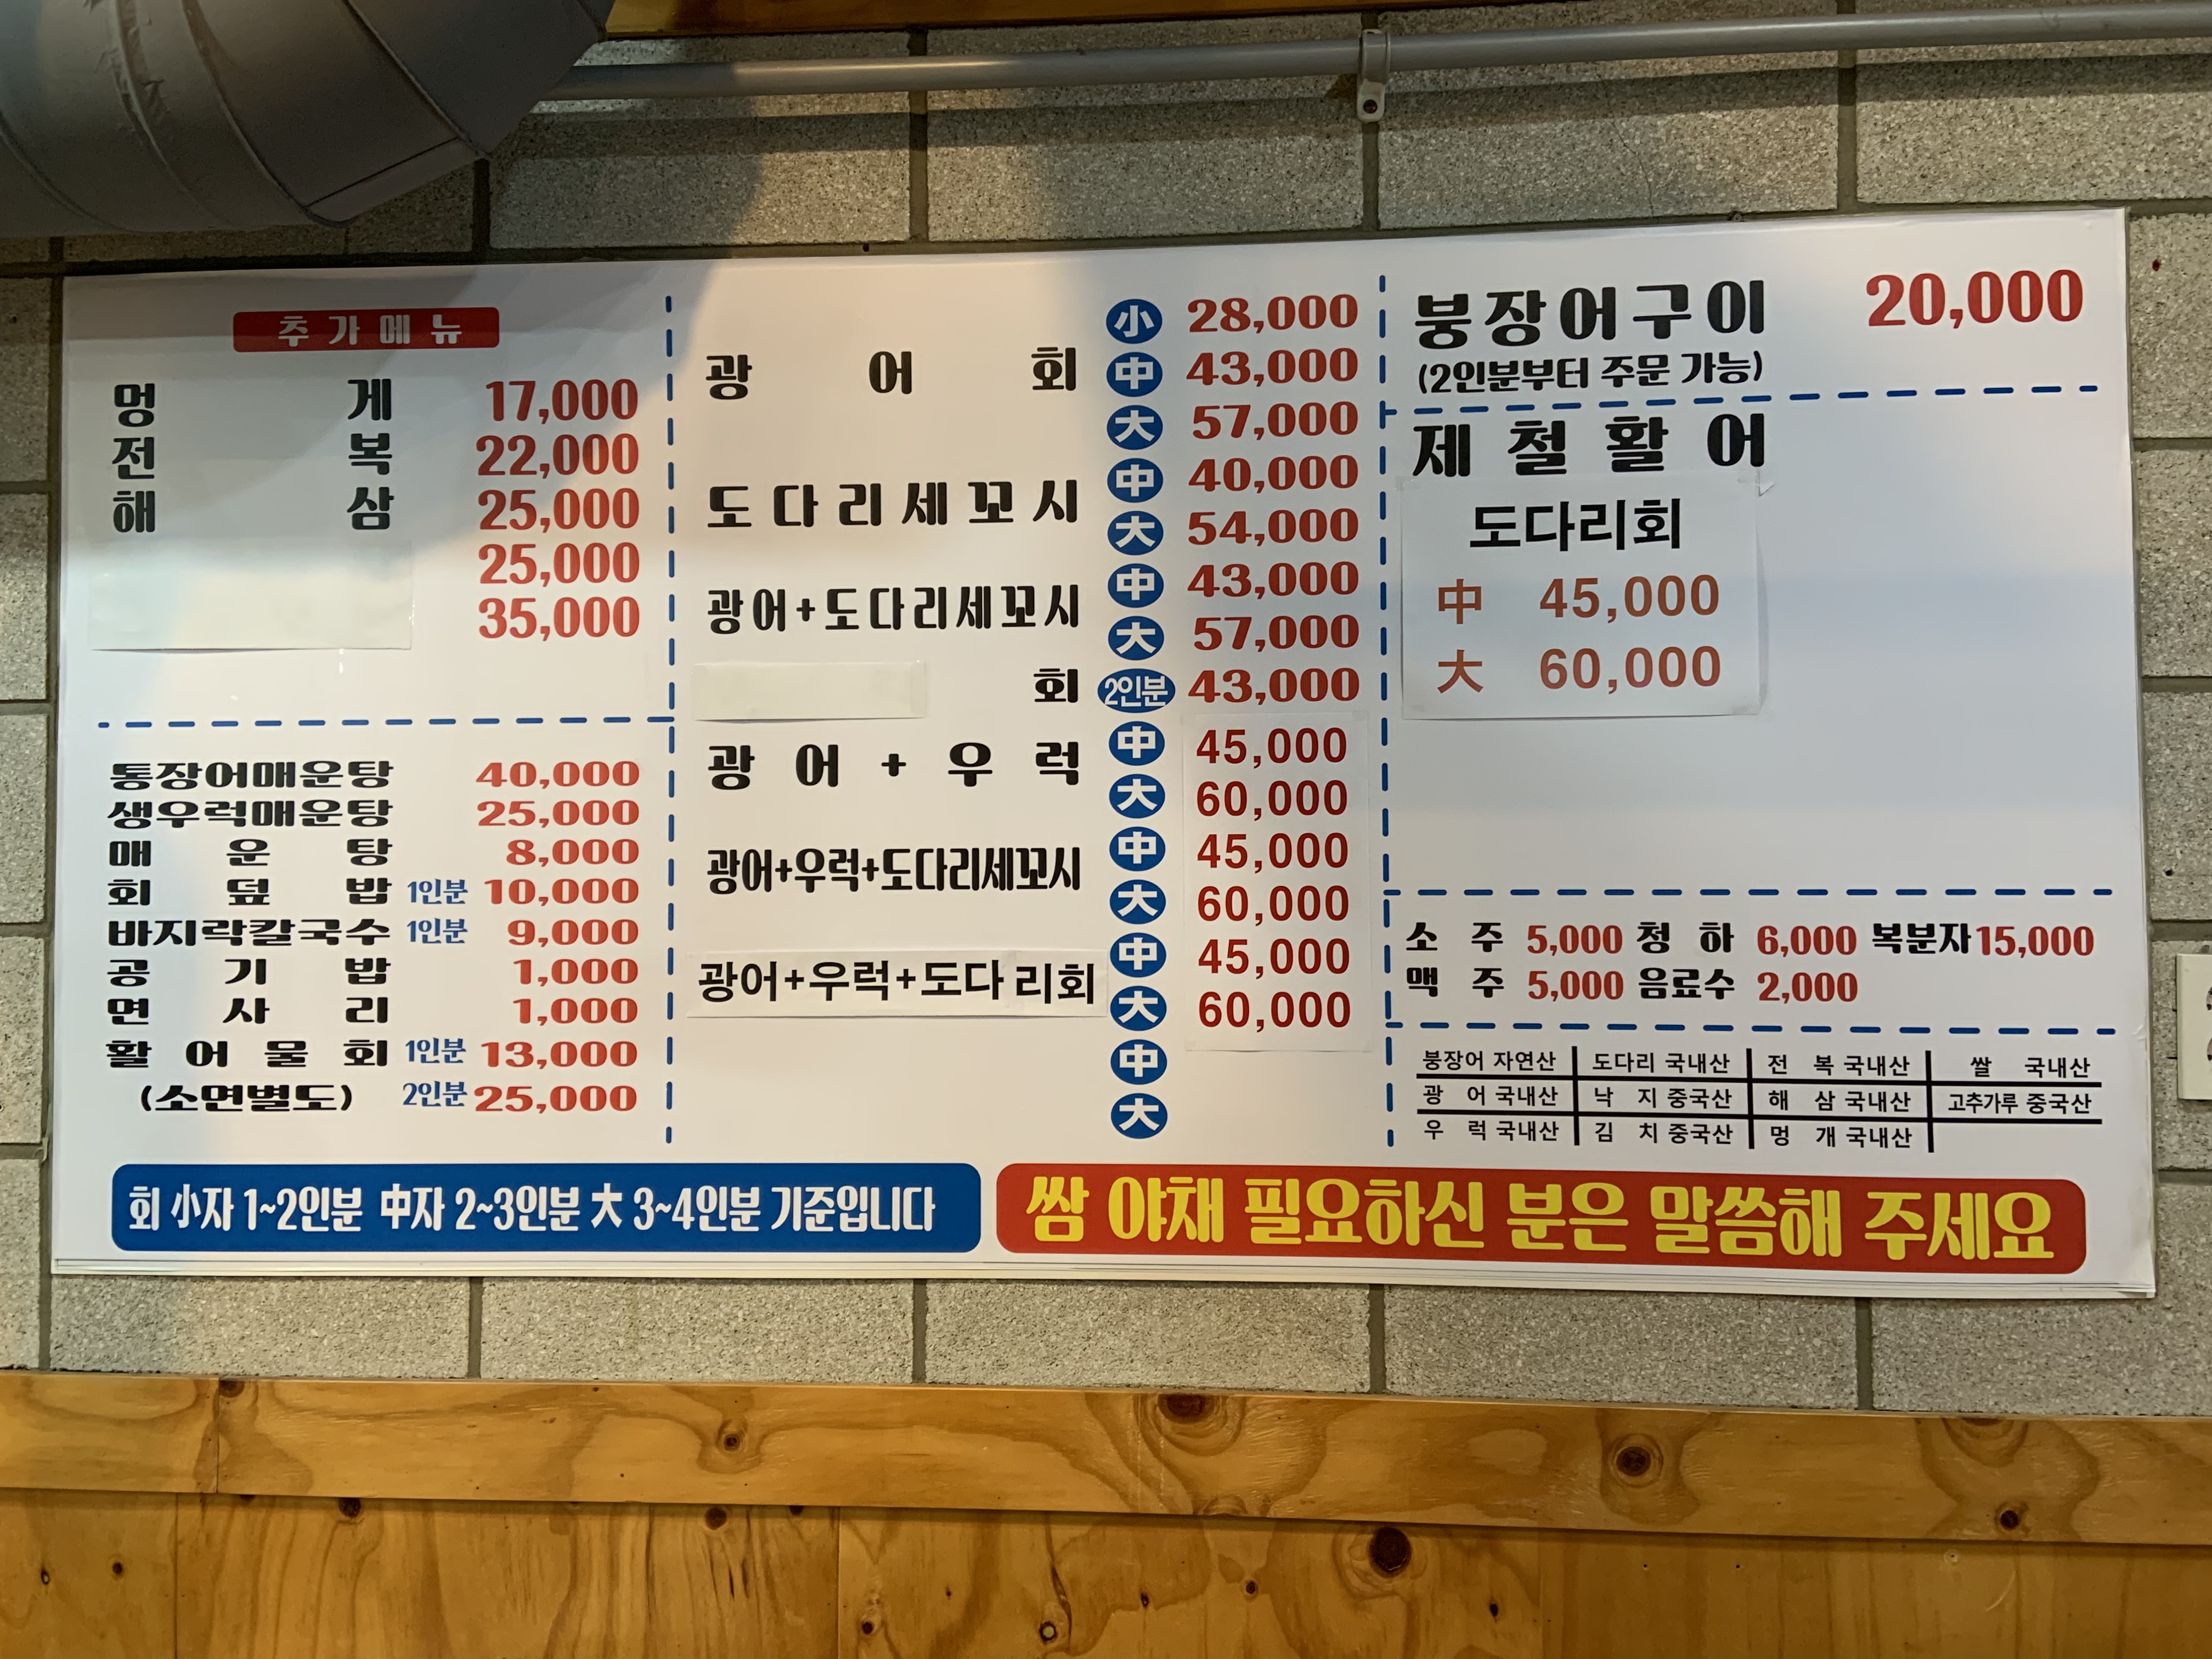 추가메뉴
멍게 17,000
전복 22,000
해삼 25,000
25,000
35,000
통장어매운탕 40,000
생우럭매운탕 25,000
매운탕 8,000
회덮밥 1인분 10,000
바지락칼국수 1인분 9,000
공기밥 1,000
면사리 1,000
활어물회 1인분 13,000
(소면별도) 2인분 25,000
광어회 小 28,000
中 43,000
大 57,000
도다리세꼬시 中 40,000
大 54,000
광어+도다리세꼬시 中 43,000
大 57,000
회 2인분 43,000
광어+우럭 中 45,000
大 60,000
광어+우럭+도다리세꼬시 中 45,000
大 60,000
광어+우럭+도다리회 中 45,000
大 60,000
中
大
붕장어구이 20,000
(2인분부터 주문 가능)
제철활어
도다리회
中 45,000
大 60,000
소주 5,000 청하 6,000 복분자 15,000
맥주 5,000 음료수 2,000
붕장어 자연산 도다리 국내산 전복 국내산 쌀 국내산
광어 국내산 낙지 중국산 해삼 국내산 고추가루 중국산
우럭 국내산 김치 중국산 멍개 국내산
회 小자 1~2인분 中자 2~3인분 大 3~4인분 기준입니다
쌈 야채 필요하신 분은 말씀해 주세요